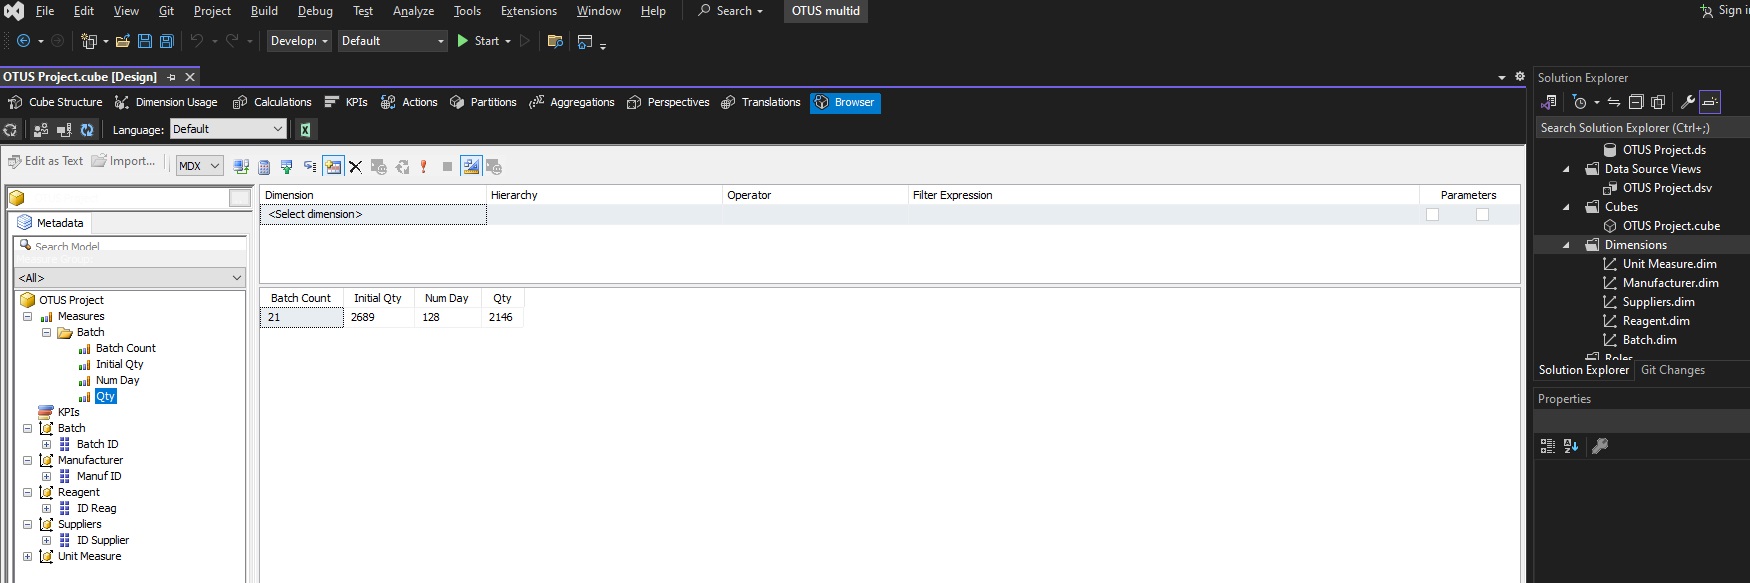 File Edit View Git Project Build Debug Test Analyze Tools Extensions Window Help Search OTUS multid Sign i
Develop Default Start
OTUS Project.cube [Design]
Cube Structure Dimension Usage Calculations KPIs Actions Partitions Aggregations Perspectives Translations Browser
Language: Default
Edit as Text Import... MDX
Metadata
Search Model
Measure Group:
<All>
OTUS Project
Measures
Batch
Batch Count
Initial Qty
Num Day
Qty
KPIs
Batch
Batch ID
Manufacturer
Manuf ID
Reagent
ID Reag
Suppliers
ID Supplier
Unit Measure
Dimension Hierarchy Operator Filter Expression Parameters
<Select dimension>
Batch Count Initial Qty Num Day Qty
21 2689 128 2146
Solution Explorer
Search Solution Explorer (Ctrl+;)
OTUS Project.ds
Data Source Views
OTUS Project.dsv
Cubes
OTUS Project.cube
Dimensions
Unit Measure.dim
Manufacturer.dim
Suppliers.dim
Reagent.dim
Batch.dim
Roles
Solution Explorer Git Changes
Properties